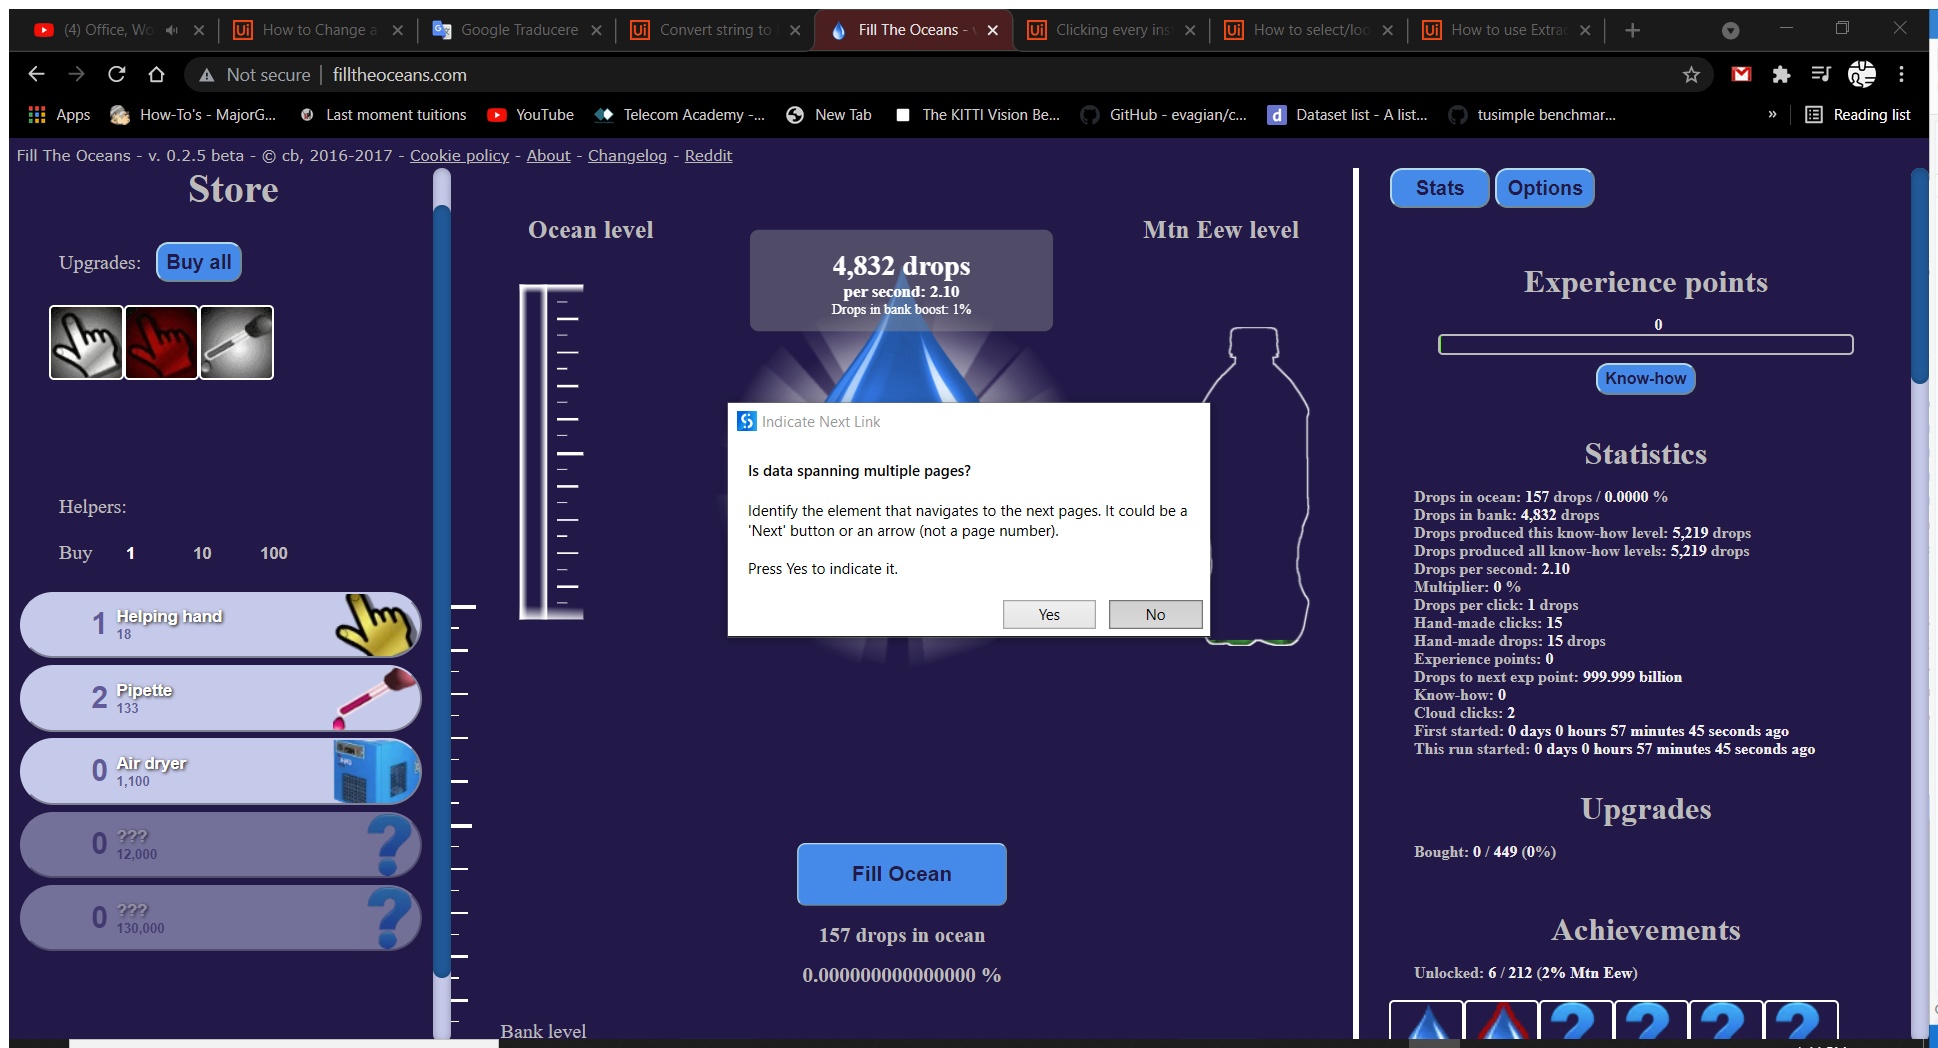 (4) Office, Wo
How to Change a
Google Traducere
Convert string to
Fill The Oceans -
Clicking every inst
How to select/loo
How to use Extrac
Not secure | filltheoceans.com
Apps
How-To's - MajorG...
Last moment tuitions
YouTube
Telecom Academy -...
New Tab
The KITTI Vision Be...
GitHub - evagian/c...
Dataset list - A list...
tusimple benchmar...
»
Reading list
Fill The Oceans - v. 0.2.5 beta - © cb, 2016-2017 - Cookie policy - About - Changelog - Reddit
Store
Upgrades: Buy all
Helpers:
Buy 1 10 100
1 Helping hand
18
2 Pipette
133
0 Air dryer
1,100
0 ???
12,000
0 ???
130,000
Ocean level
4,832 drops
per second: 2.10
Drops in bank boost: 1%
Mtn Eew level
Indicate Next Link
Is data spanning multiple pages?
Identify the element that navigates to the next pages. It could be a
'Next' button or an arrow (not a page number).
Press Yes to indicate it.
Yes No
Fill Ocean
157 drops in ocean
0.000000000000000 %
Bank level
Stats Options
Experience points
0
Know-how
Statistics
Drops in ocean: 157 drops / 0.0000 %
Drops in bank: 4,832 drops
Drops produced this know-how level: 5,219 drops
Drops produced all know-how levels: 5,219 drops
Drops per second: 2.10
Multiplier: 0 %
Drops per click: 1 drops
Hand-made clicks: 15
Hand-made drops: 15 drops
Experience points: 0
Drops to next exp point: 999.999 billion
Know-how: 0
Cloud clicks: 2
First started: 0 days 0 hours 57 minutes 45 seconds ago
This run started: 0 days 0 hours 57 minutes 45 seconds ago
Upgrades
Bought: 0 / 449 (0%)
Achievements
Unlocked: 6 / 212 (2% Mtn Eew)